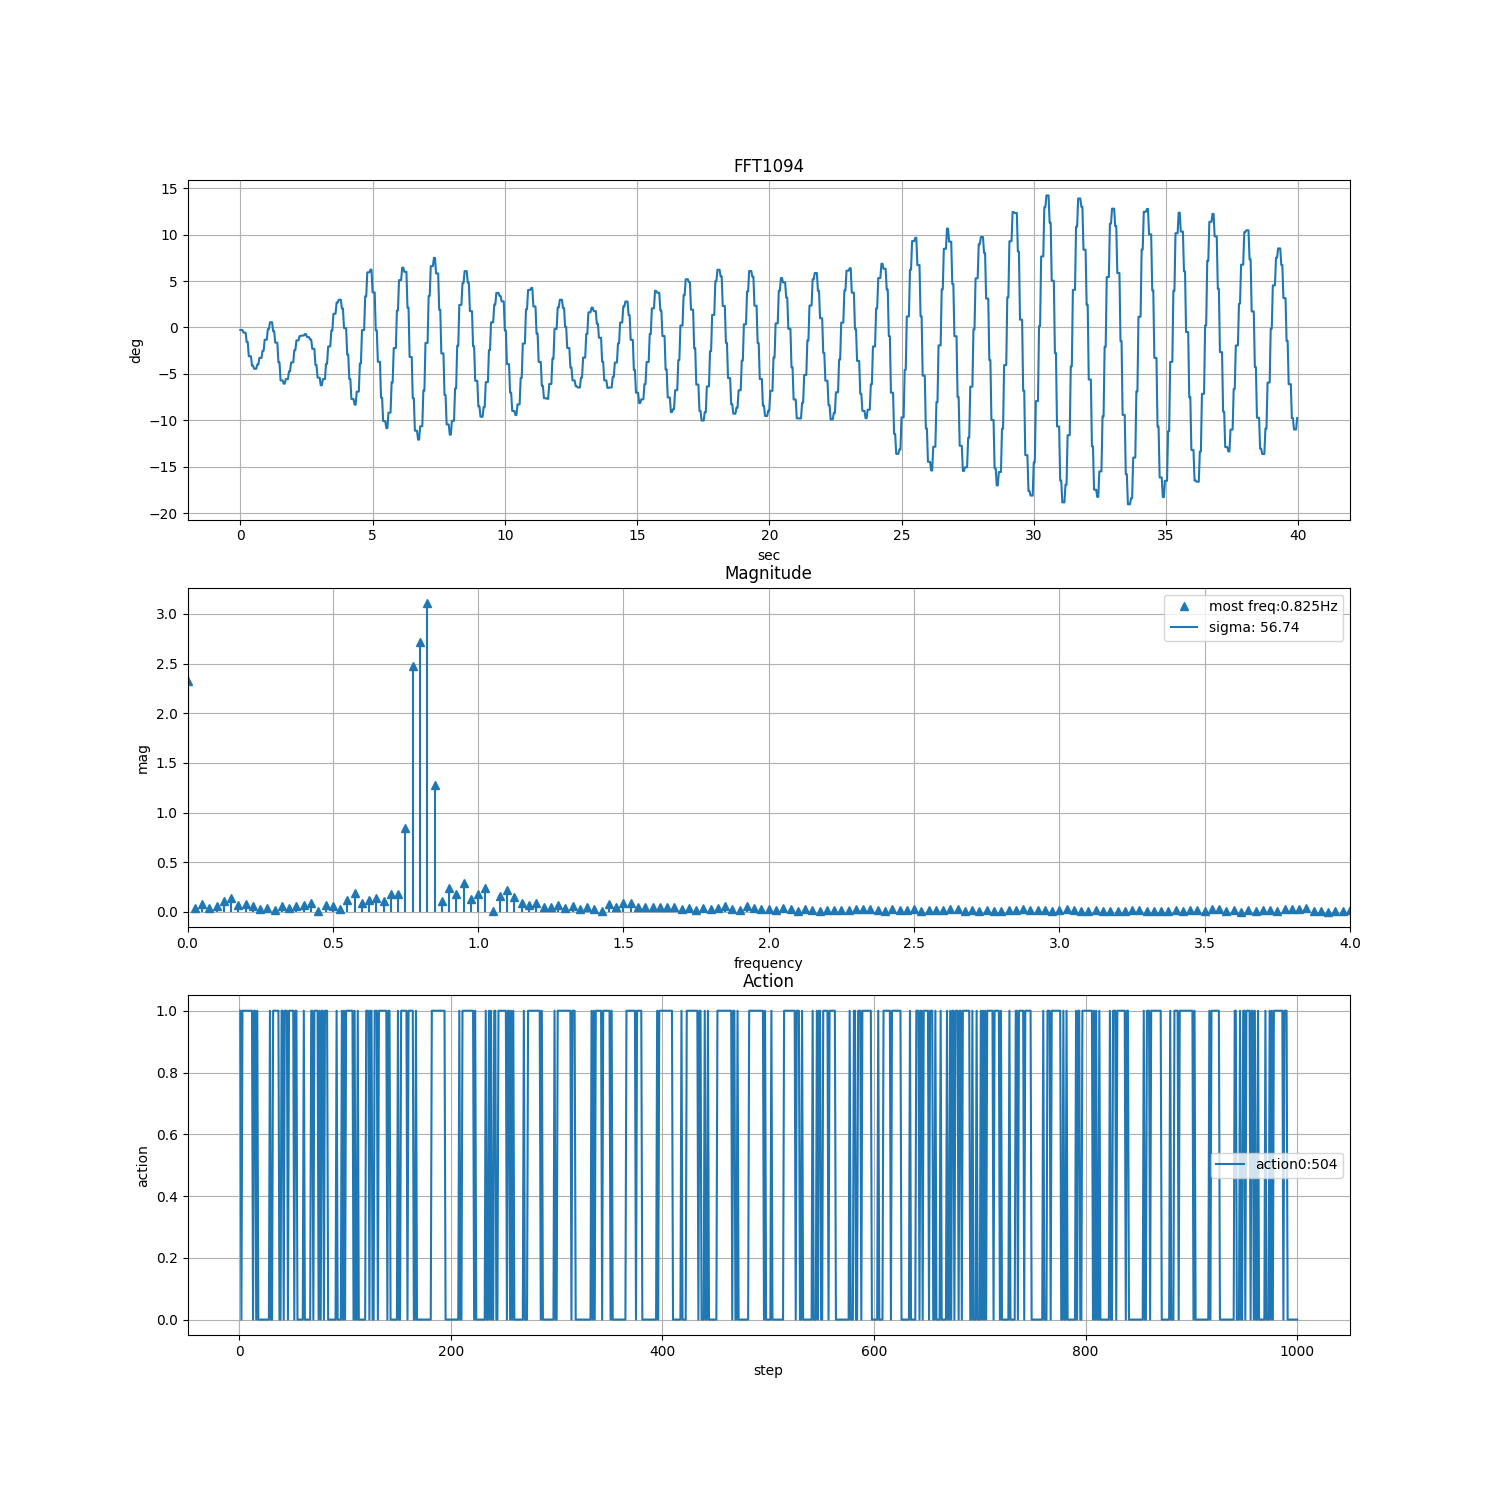 FFT1094
15
10
5
0
−5
−10
−15
−20
deg
0 5 10 15 20 25 30 35 40
sec
Magnitude
3.0
2.5
2.0
1.5
1.0
0.5
0.0
mag
most freq:0.825Hz
sigma: 56.74
0.0 0.5 1.0 1.5 2.0 2.5 3.0 3.5 4.0
frequency
Action
1.0
0.8
0.6
0.4
0.2
0.0
action
action0:504
0 200 400 600 800 1000
step